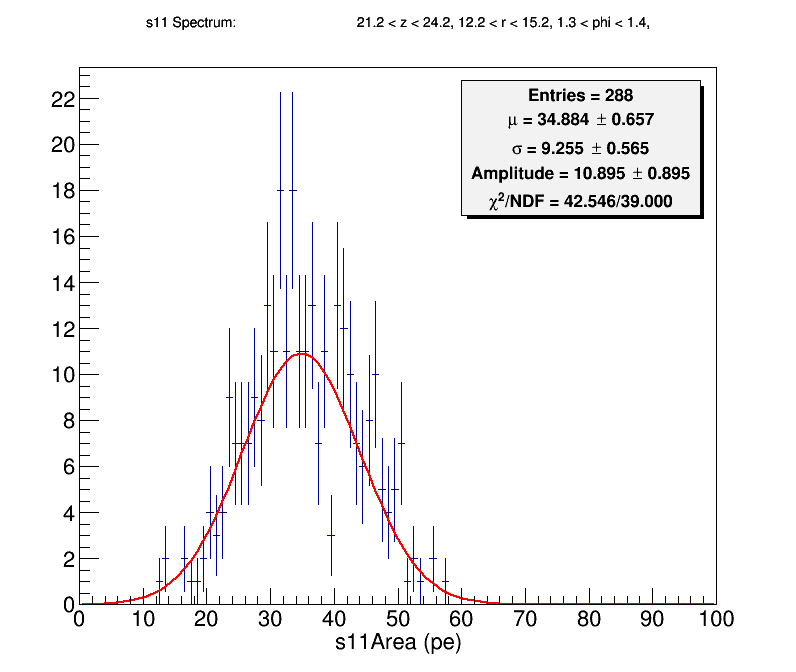 s11 Spectrum: 21.2 < z < 24.2, 12.2 < r < 15.2, 1.3 < phi < 1.4,
Entries = 288
μ = 34.884 ± 0.657
σ = 9.255 ± 0.565
Amplitude = 10.895 ± 0.895
χ²/NDF = 42.546/39.000
22
20
18
16
14
12
10
8
6
4
2
0
0 10 20 30 40 50 60 70 80 90 100
s11Area (pe)